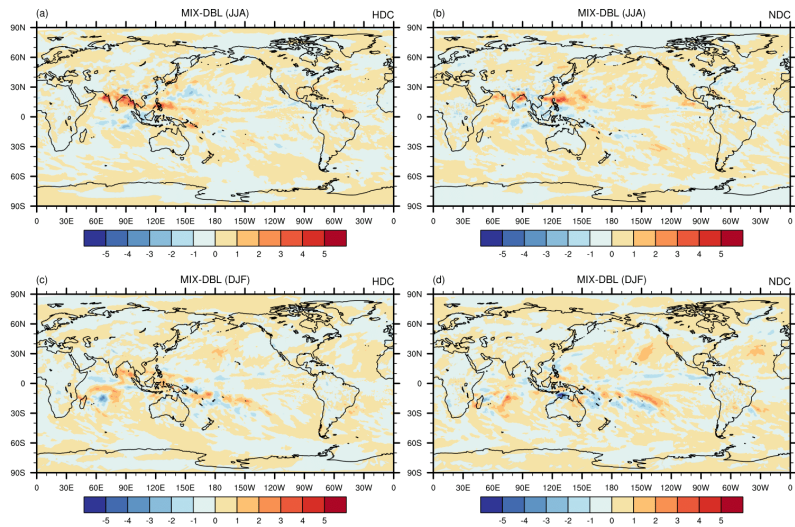 (a) MIX-DBL (JJA) HDC
90N
60N
30N
0
30S
60S
90S
0 30E 60E 90E 120E 150E 180 150W 120W 90W 60W 30W 0
-5 -4 -3 -2 -1 0 1 2 3 4 5
(b) MIX-DBL (JJA) NDC
90N
60N
30N
0
30S
60S
90S
0 30E 60E 90E 120E 150E 180 150W 120W 90W 60W 30W 0
-5 -4 -3 -2 -1 0 1 2 3 4 5
(c) MIX-DBL (DJF) HDC
90N
60N
30N
0
30S
60S
90S
0 30E 60E 90E 120E 150E 180 150W 120W 90W 60W 30W 0
-5 -4 -3 -2 -1 0 1 2 3 4 5
(d) MIX-DBL (DJF) NDC
90N
60N
30N
0
30S
60S
90S
0 30E 60E 90E 120E 150E 180 150W 120W 90W 60W 30W 0
-5 -4 -3 -2 -1 0 1 2 3 4 5